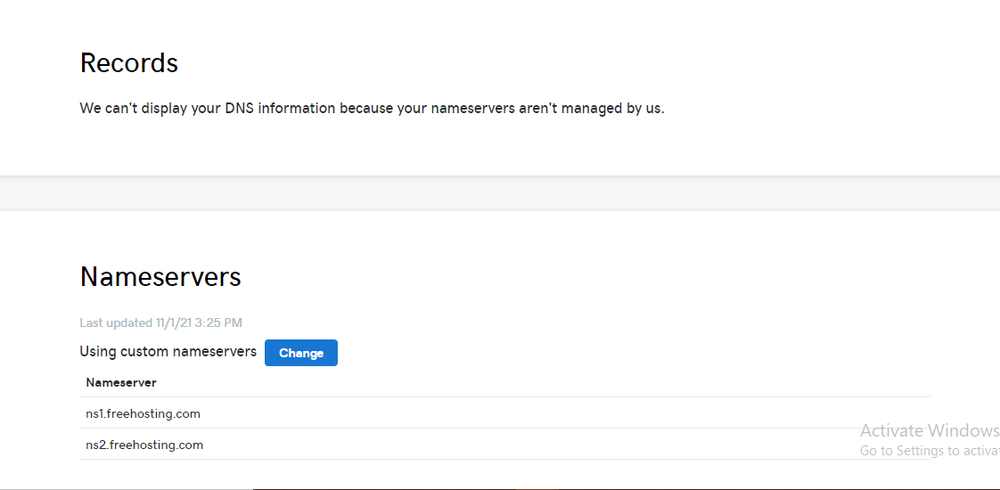 Records
We can't display your DNS information because your nameservers aren't managed by us.
Nameservers
Last updated 11/1/21 3:25 PM
Using custom nameservers Change
Nameserver
ns1.freehosting.com
ns2.freehosting.com
Activate Windows
Go to Settings to activa